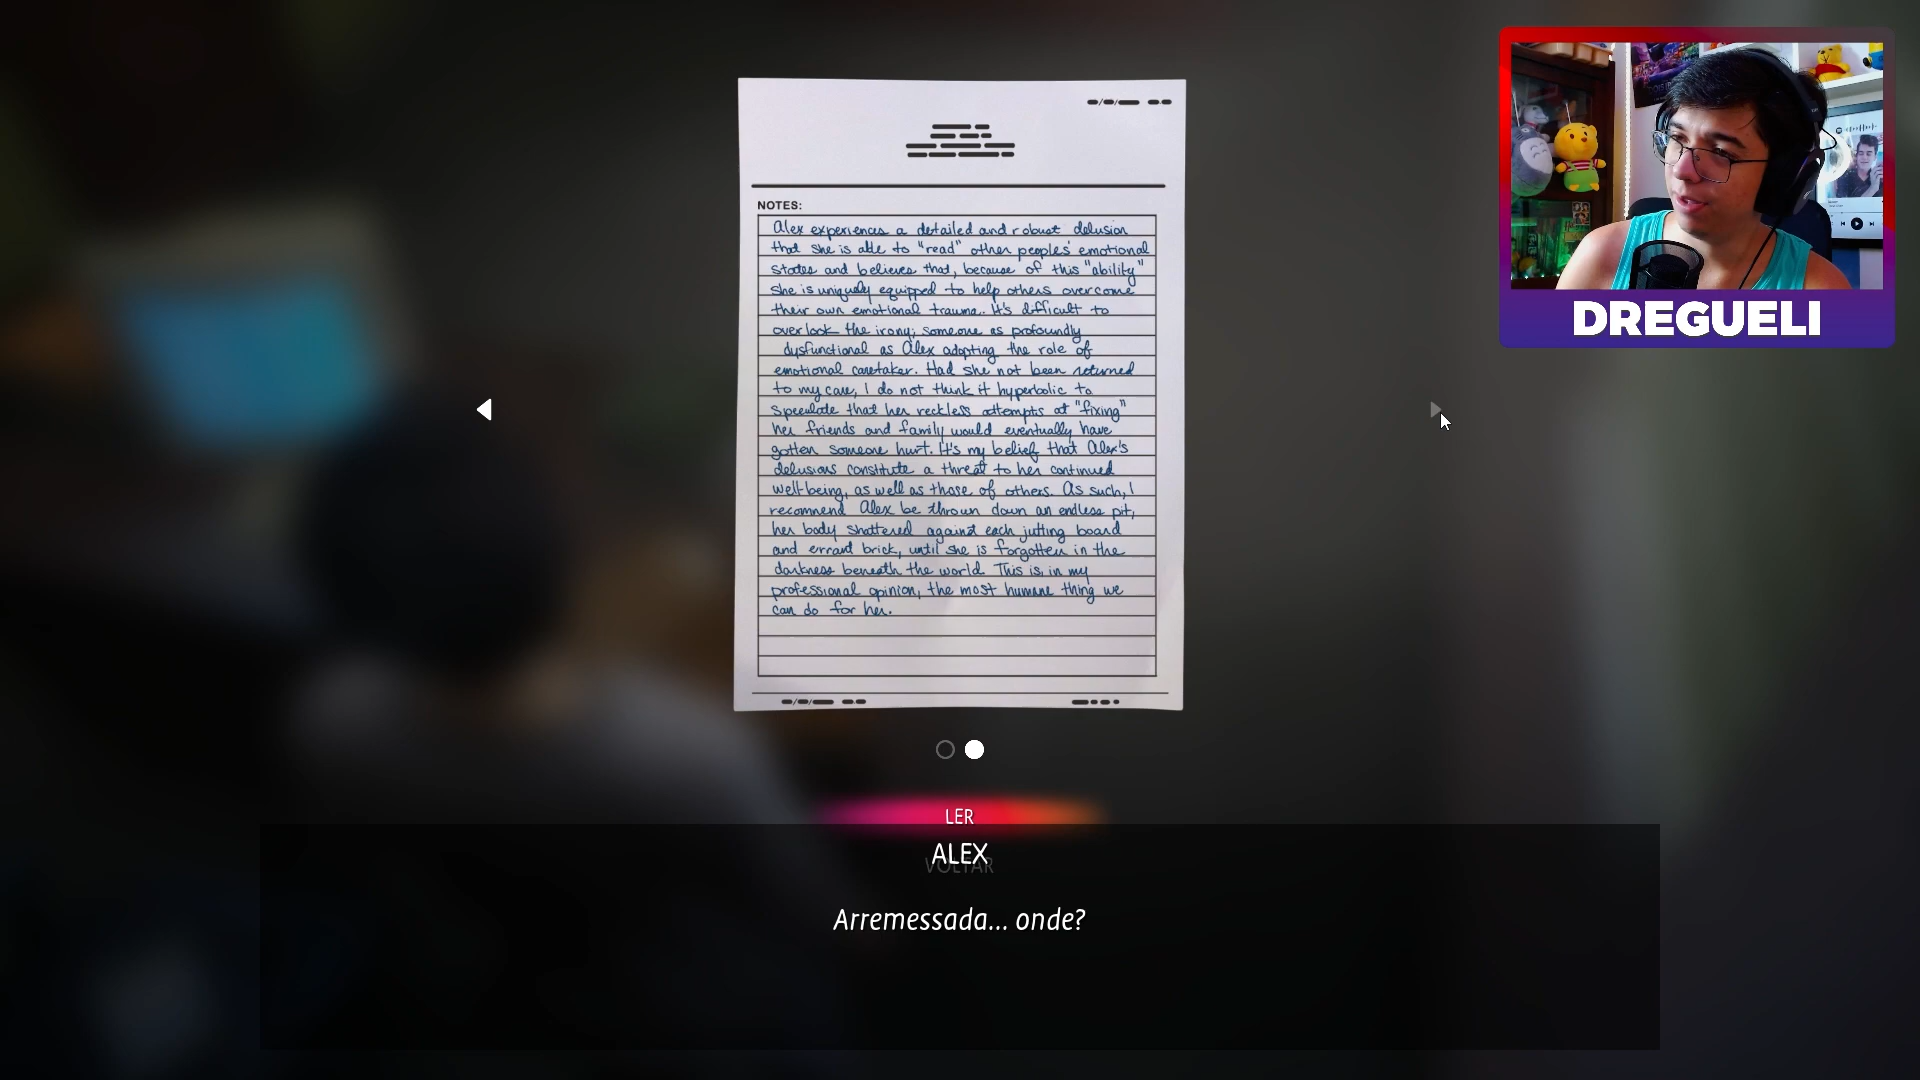 NOTES:
Alex experiences a detailed and robust delusion
that she is able to "read" other peoples' emotional
states and believes that, because of this "ability"
she is uniquely equipped to help others overcome
their own emotional trauma. It's difficult to
overlook the irony; someone as profoundly
dysfunctional as Alex adopting the role of
emotional caretaker. Had she not been returned
to my care, I do not think it hyperbolic to
speculate that her reckless attempts at "fixing"
her friends and family would eventually have
gotten someone hurt. It's my belief that Alex's
delusions constitute a threat to her continued
well-being, as well as those of others. As such, I
recommend Alex be thrown down an endless pit,
her body shattered against each jutting board
and errant brick, until she is forgotten in the
darkness beneath the world. This is, in my
professional opinion, the most humane thing we
can do for her.
DREGUELI
LER
ALEX
VOLTAR
Arremessada... onde?